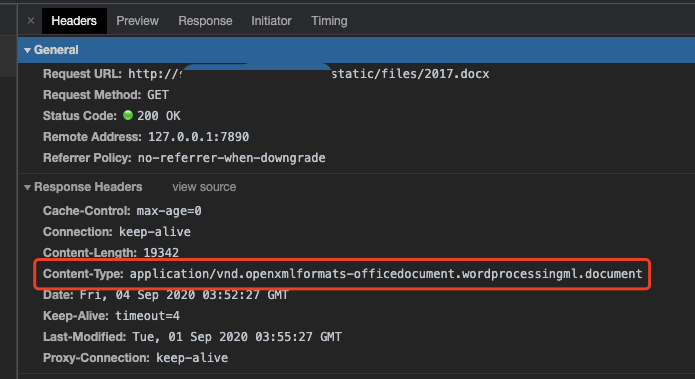 × Headers Preview Response Initiator Timing
▼ General
Request URL: http:// static/files/2017.docx
Request Method: GET
Status Code: 200 OK
Remote Address: 127.0.0.1:7890
Referrer Policy: no-referrer-when-downgrade
▼ Response Headers view source
Cache-Control: max-age=0
Connection: keep-alive
Content-Length: 19342
Content-Type: application/vnd.openxmlformats-officedocument.wordprocessingml.document
Date: Fri, 04 Sep 2020 03:52:27 GMT
Keep-Alive: timeout=4
Last-Modified: Tue, 01 Sep 2020 03:55:27 GMT
Proxy-Connection: keep-alive